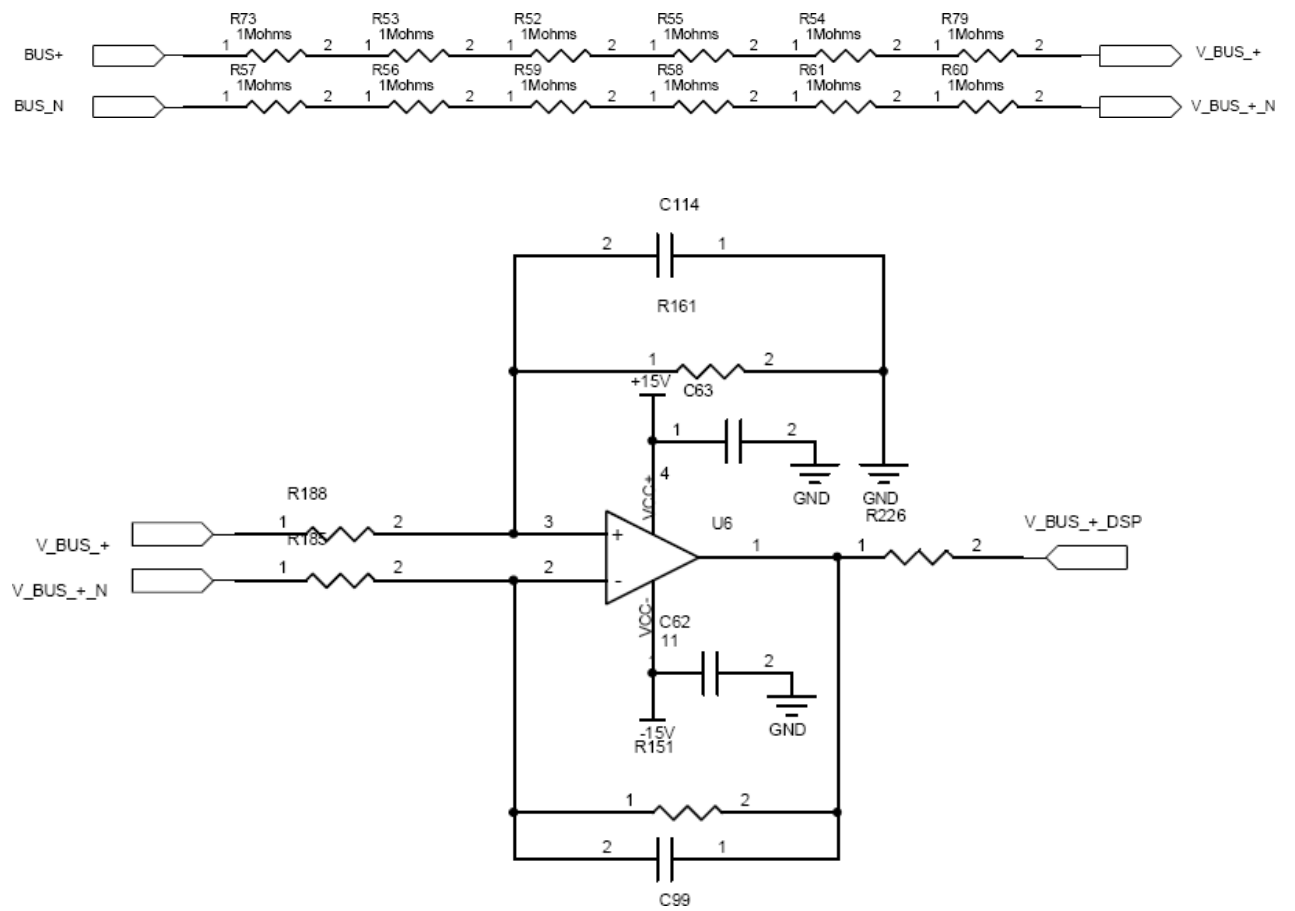 R73 R53 R52 R55 R54 R79
1Mohms 1Mohms 1Mohms 1Mohms 1Mohms 1Mohms
BUS+ 1 2 1 2 1 2 1 2 1 2 1 2 V_BUS_+
R57 R56 R59 R58 R61 R60
1Mohms 1Mohms 1Mohms 1Mohms 1Mohms 1Mohms
BUS_N 1 2 1 2 1 2 1 2 1 2 1 2 V_BUS_+_N
C114
2 1
R161
1 2
+15V C63
1 2
4
VCC+
GND GND
R188 R226
U6 V_BUS_+_DSP
1 2 3 +
V_BUS_+ R185 1 1 2
1 2 2 -
V_BUS_+_N
VCC-
C62
11
2
-15V GND
R151
1 2
2 1
C99